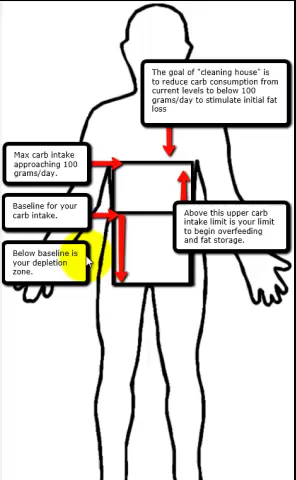 The goal of "cleaning house" is
to reduce carb consumption from
current levels to below 100
grams/day to stimulate initial fat
loss
Max carb intake
approaching 100
grams/day.
Baseline for your
carb intake.
Above this upper carb
intake limit is your limit
to begin overfeeding
and fat storage.
Below baseline is
your depletion
zone.